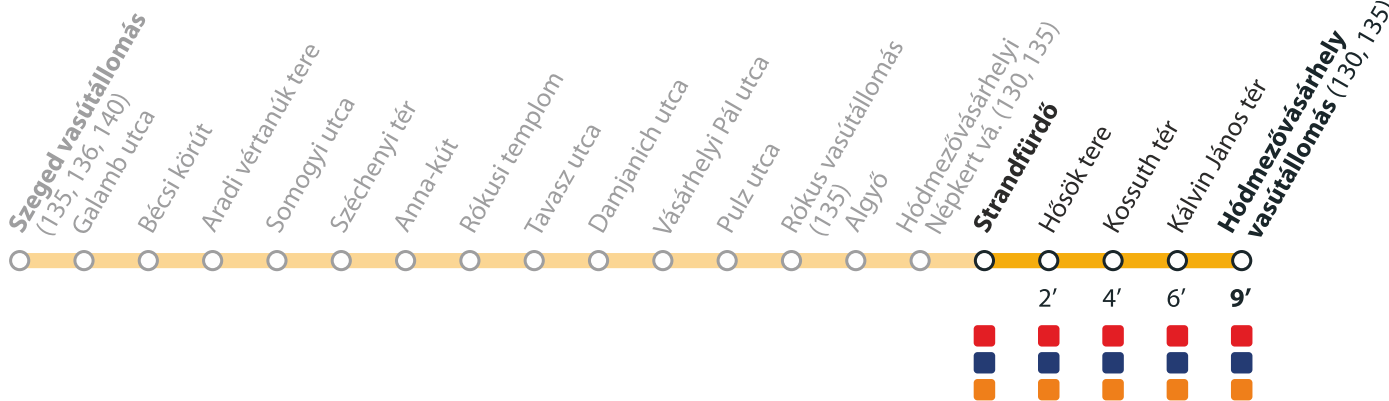 Szeged vasútállomás
(135, 136, 140)
Galamb utca
Bécsi körút
Aradi vértanúk tere
Somogyi utca
Széchenyi tér
Anna-kút
Rókusi templom
Tavasz utca
Damjanich utca
Vásárhelyi Pál utca
Pulz utca
Rókus vasútállomás
(135)
Algyő
Hódmezővásárhelyi
Népkert vá. (130, 135)
Strandfürdő
Hősök tere
Kossuth tér
Kálvin János tér
Hódmezővásárhely
vasútállomás (130, 135)
2’ 4’ 6’ 9’